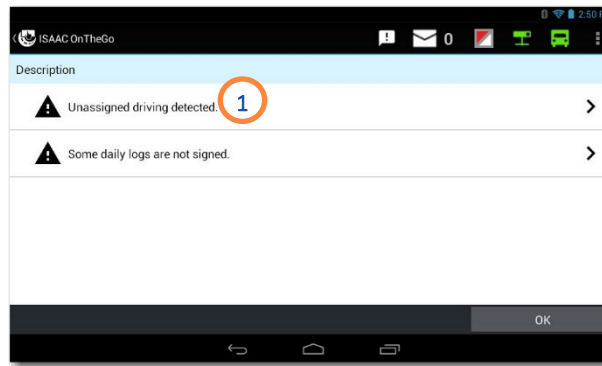 2:50 P
ISAAC OnTheGo
0
Description
Unassigned driving detected.
1
Some daily logs are not signed.
OK